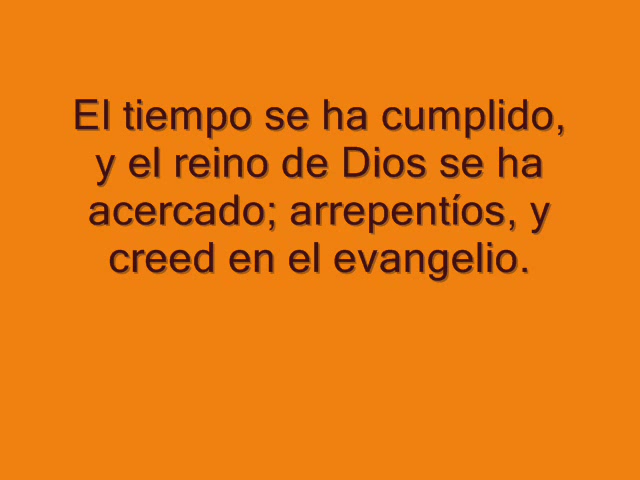 El tiempo se ha cumplido,
y el reino de Dios se ha
acercado; arrepentíos, y
creed en el evangelio.